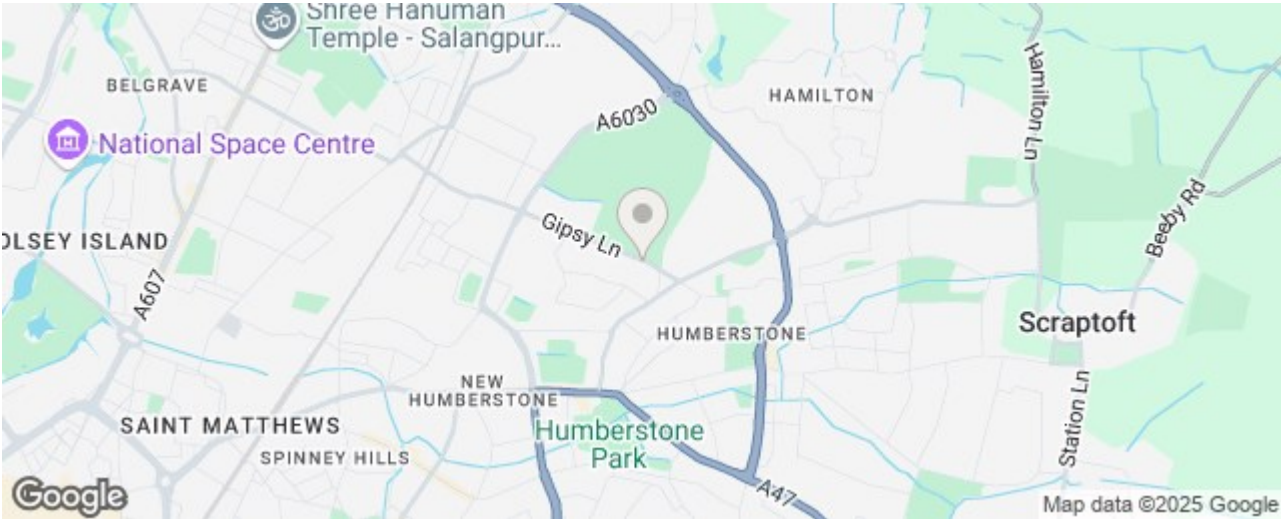 Shree Hanuman
Temple - Salangpur...
BELGRAVE
HAMILTON
A6030
Hamilton Ln
National Space Centre
Beeby Rd
Gipsy Ln
OLSEY ISLAND
A607
Scraptoft
HUMBERSTONE
NEW
HUMBERSTONE
SAINT MATTHEWS
Humberstone
Park
SPINNEY HILLS
Station Ln
A47
Google
Map data ©2025 Google